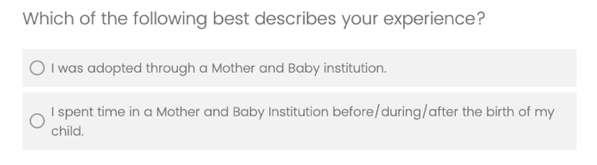 Which of the following best describes your experience?
I was adopted through a Mother and Baby institution.
I spent time in a Mother and Baby Institution before/during/after the birth of my
child.